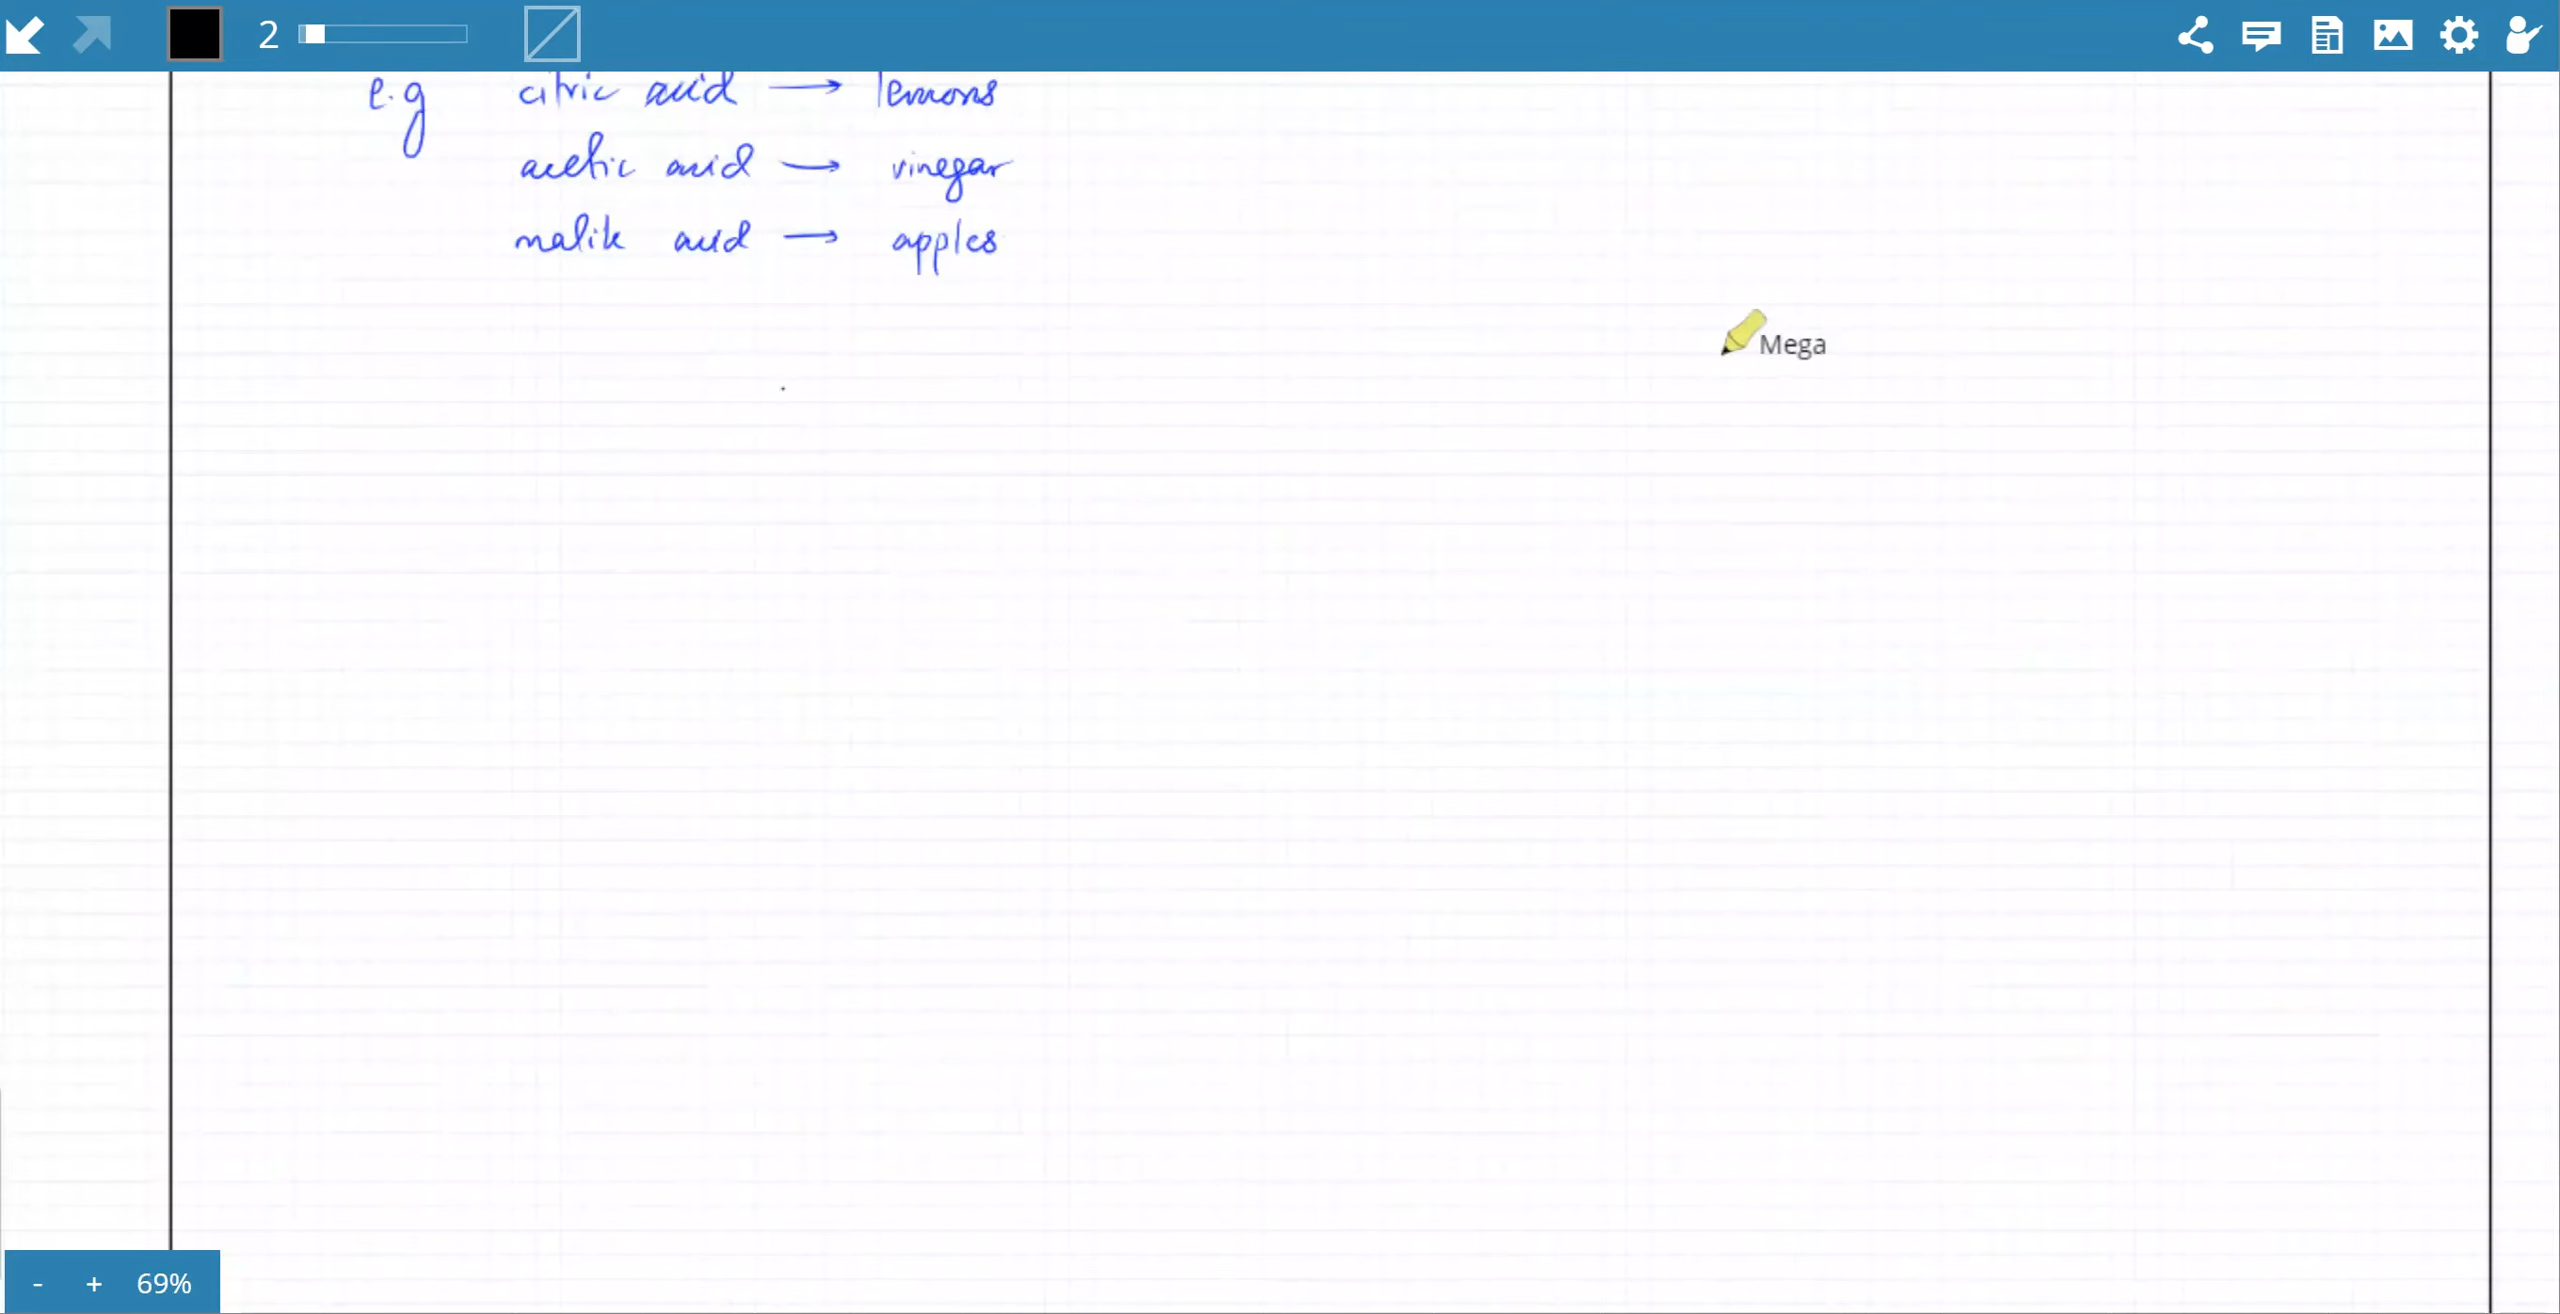 2
e.g citric acid → lemons
acetic acid → vinegar
malik acid → apples
Mega
- + 69%